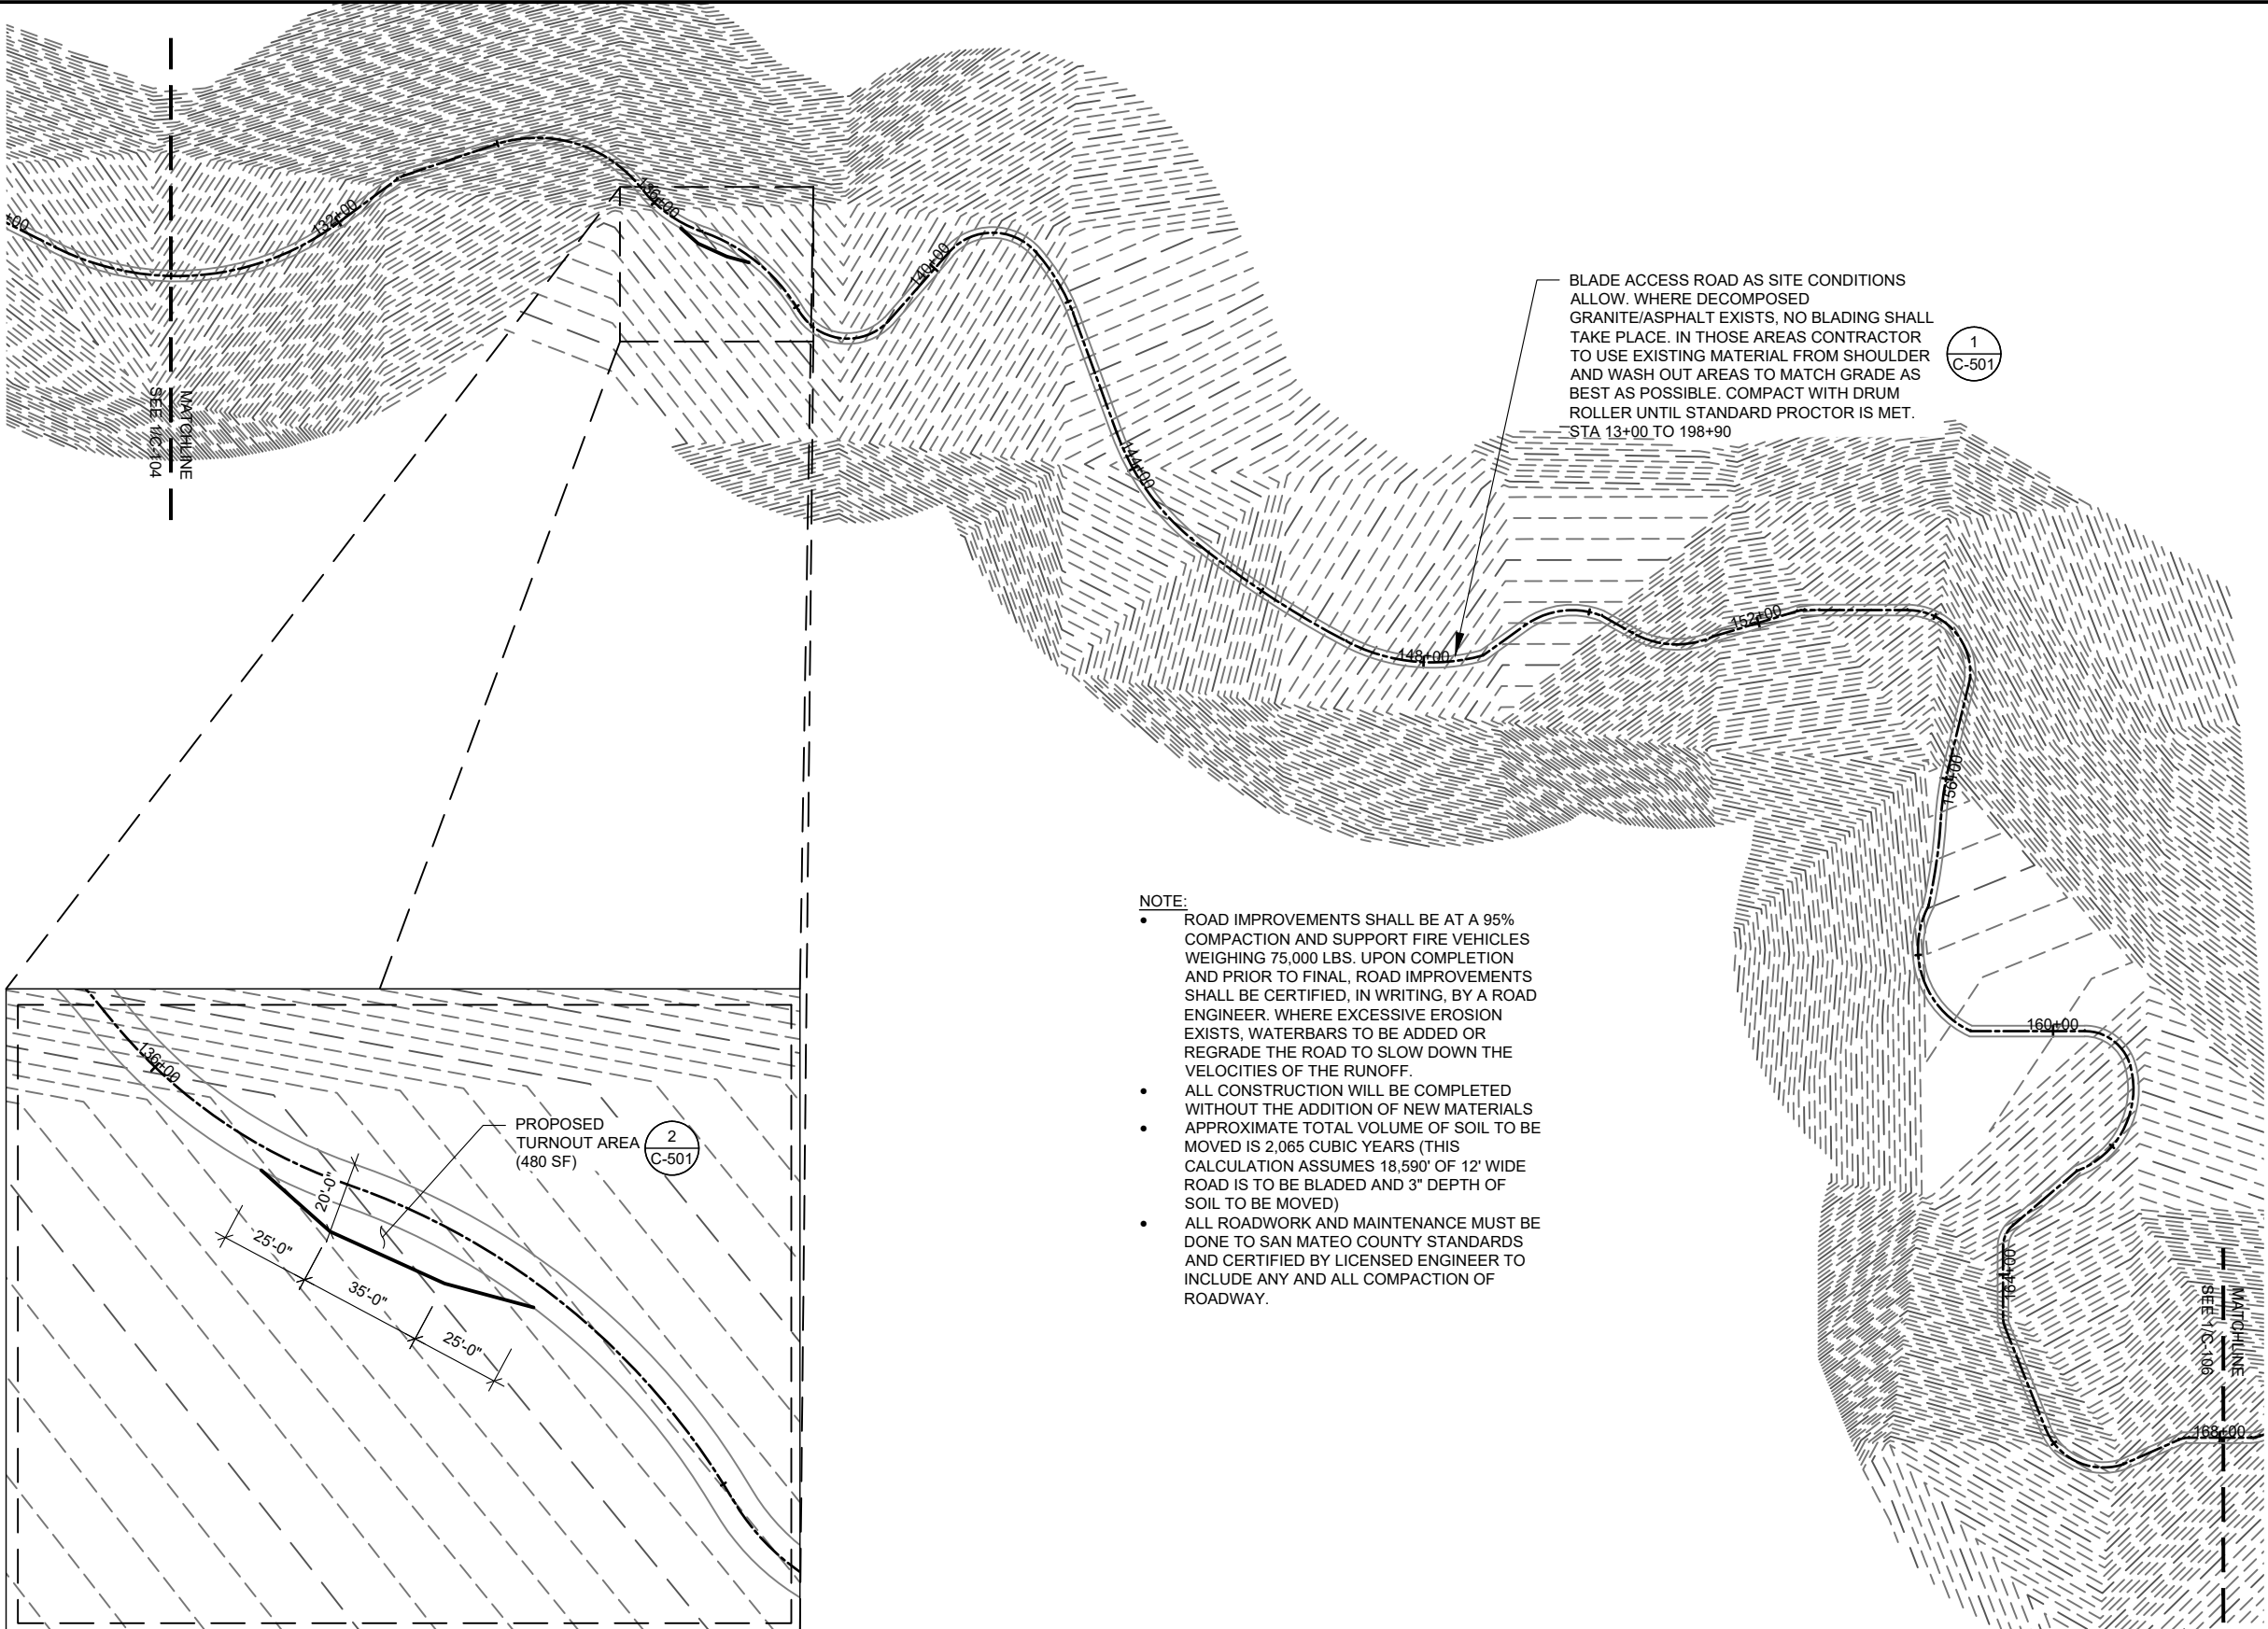 +00
132+00
136+00
140+00
144+00
148+00
152+00
156+00
160+00
164+00
168+00
MATCHLINE
SEE 1/C-104
BLADE ACCESS ROAD AS SITE CONDITIONS
ALLOW. WHERE DECOMPOSED
GRANITE/ASPHALT EXISTS, NO BLADING SHALL
TAKE PLACE. IN THOSE AREAS CONTRACTOR
TO USE EXISTING MATERIAL FROM SHOULDER
AND WASH OUT AREAS TO MATCH GRADE AS
BEST AS POSSIBLE. COMPACT WITH DRUM
ROLLER UNTIL STANDARD PROCTOR IS MET.
STA 13+00 TO 198+90
1
C-501
NOTE:
• ROAD IMPROVEMENTS SHALL BE AT A 95%
COMPACTION AND SUPPORT FIRE VEHICLES
WEIGHING 75,000 LBS. UPON COMPLETION
AND PRIOR TO FINAL, ROAD IMPROVEMENTS
SHALL BE CERTIFIED, IN WRITING, BY A ROAD
ENGINEER. WHERE EXCESSIVE EROSION
EXISTS, WATERBARS TO BE ADDED OR
REGRADE THE ROAD TO SLOW DOWN THE
VELOCITIES OF THE RUNOFF.
• ALL CONSTRUCTION WILL BE COMPLETED
WITHOUT THE ADDITION OF NEW MATERIALS
• APPROXIMATE TOTAL VOLUME OF SOIL TO BE
MOVED IS 2,065 CUBIC YEARS (THIS
CALCULATION ASSUMES 18,590' OF 12' WIDE
ROAD IS TO BE BLADED AND 3" DEPTH OF
SOIL TO BE MOVED)
• ALL ROADWORK AND MAINTENANCE MUST BE
DONE TO SAN MATEO COUNTY STANDARDS
AND CERTIFIED BY LICENSED ENGINEER TO
INCLUDE ANY AND ALL COMPACTION OF
ROADWAY.
136+00
PROPOSED
TURNOUT AREA
(480 SF)
2
C-501
20'-0"
25'-0"
35'-0"
25'-0"
MATCHLINE
SEE 1/C-106